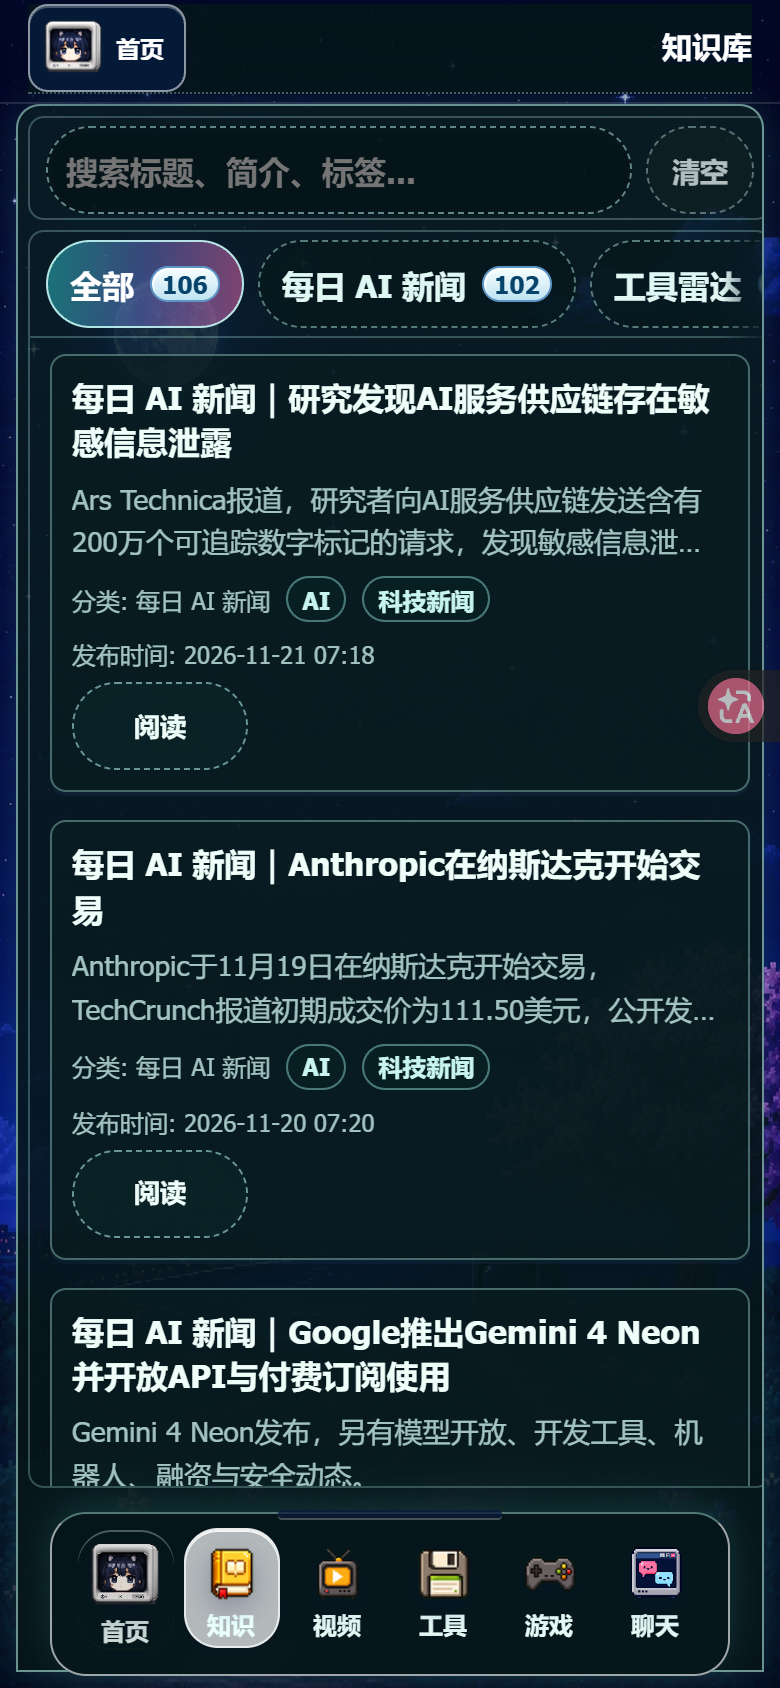 首页
知识库
搜索标题、简介、标签...
清空
全部 106
每日 AI 新闻 102
工具雷达
每日 AI 新闻｜研究发现AI服务供应链存在敏
感信息泄露
Ars Technica报道，研究者向AI服务供应链发送含有
200万个可追踪数字标记的请求，发现敏感信息泄...
分类: 每日 AI 新闻 AI 科技新闻
发布时间: 2026-11-21 07:18
阅读
每日 AI 新闻｜Anthropic在纳斯达克开始交
易
Anthropic于11月19日在纳斯达克开始交易，
TechCrunch报道初期成交价为111.50美元，公开发...
分类: 每日 AI 新闻 AI 科技新闻
发布时间: 2026-11-20 07:20
阅读
每日 AI 新闻｜Google推出Gemini 4 Neon
并开放API与付费订阅使用
Gemini 4 Neon发布，另有模型开放、开发工具、机
器人、融资与安全动态。
首页
知识
视频
工具
游戏
聊天